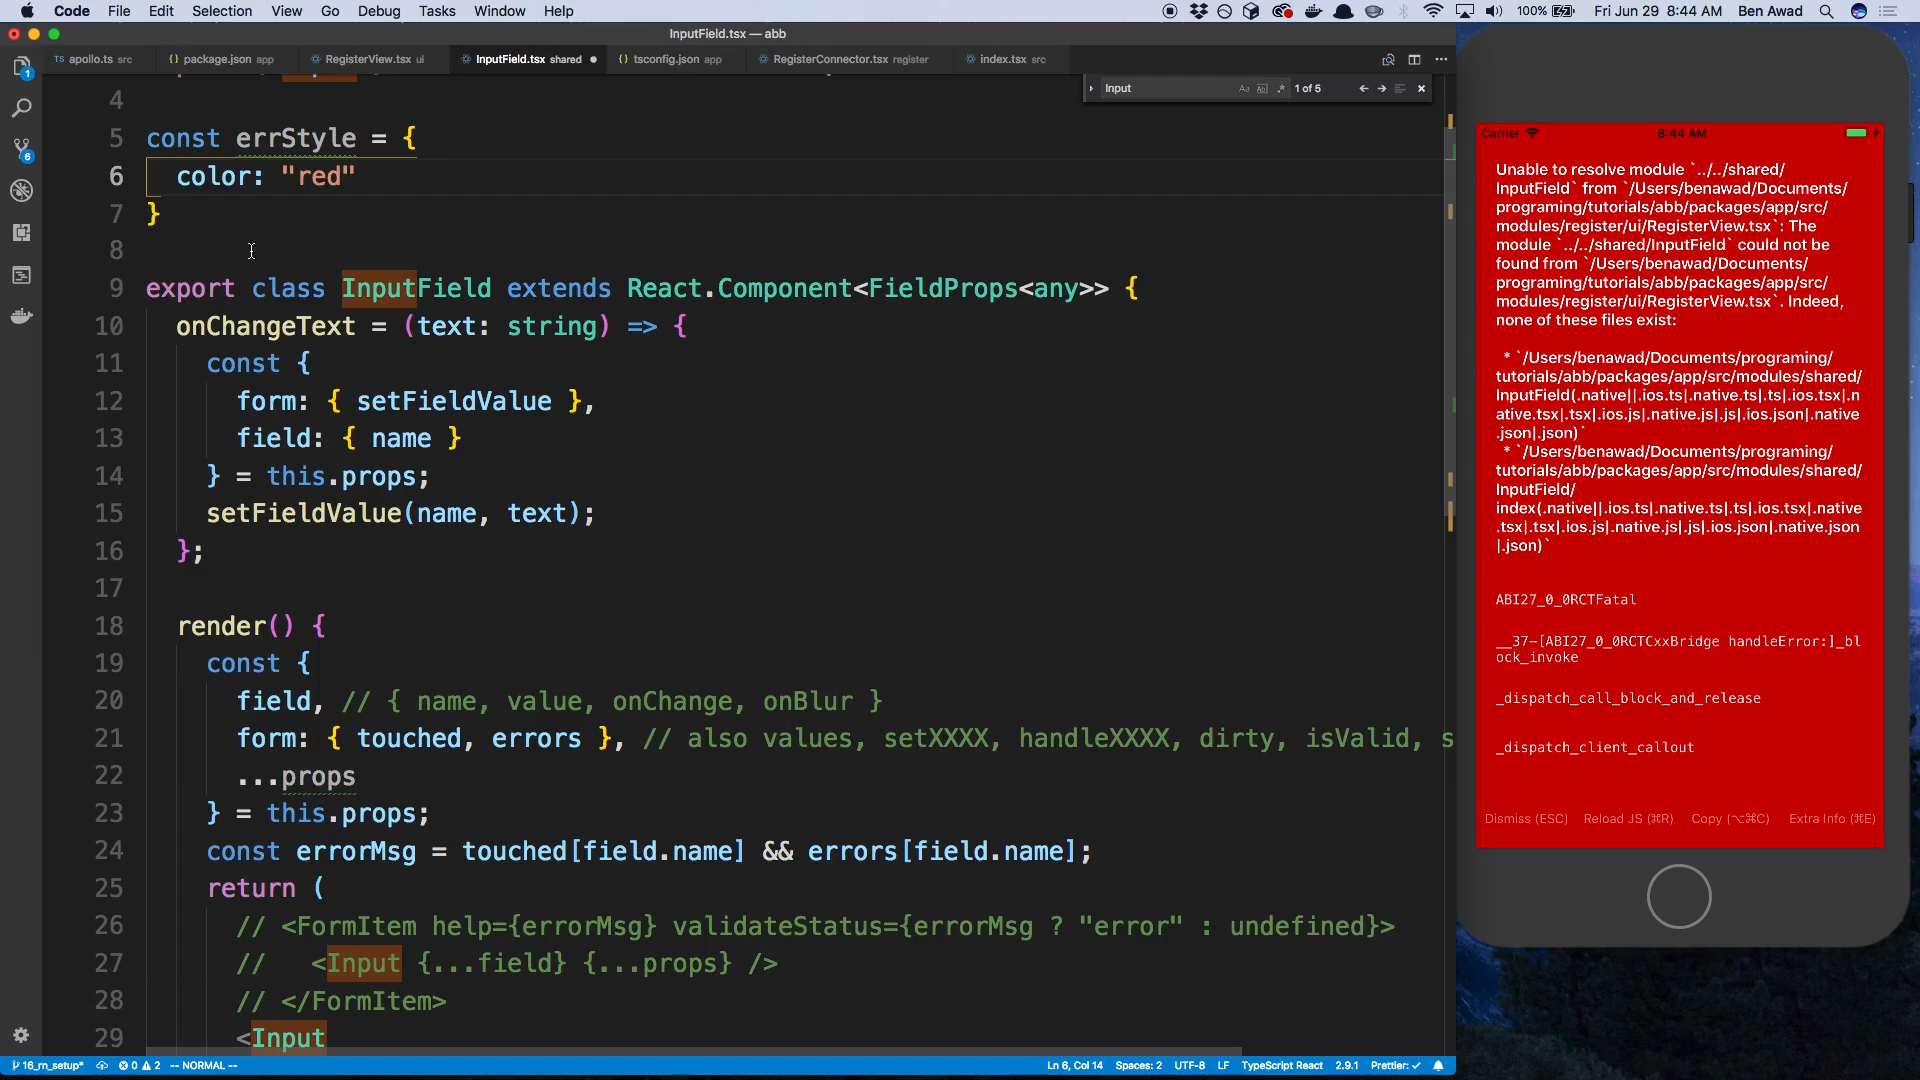 Code File Edit Selection View Go Debug Tasks Window Help
100% Fri Jun 29 8:44 AM Ben Awad
InputField.tsx — abb
TS apollo.ts src
{} package.json app
RegisterView.tsx ui
InputField.tsx shared
{} tsconfig.json app
RegisterConnector.tsx register
index.tsx src
Input
Aa Abl .* 1 of 5
1
6
4
5 const errStyle = {
6 color: "red"
7 }
8
9 export class InputField extends React.Component<FieldProps<any>> {
10 onChangeText = (text: string) => {
11 const {
12 form: { setFieldValue },
13 field: { name }
14 } = this.props;
15 setFieldValue(name, text);
16 };
17
18 render() {
19 const {
20 field, // { name, value, onChange, onBlur }
21 form: { touched, errors }, // also values, setXXXX, handleXXXX, dirty, isValid, s
22 ...props
23 } = this.props;
24 const errorMsg = touched[field.name] && errors[field.name];
25 return (
26 // <FormItem help={errorMsg} validateStatus={errorMsg ? "error" : undefined}>
27 // <Input {...field} {...props} />
28 // </FormItem>
29 <Input
16_rn_setup* 0 2 -- NORMAL --
Ln 6, Col 14 Spaces: 2 UTF-8 LF TypeScript React 2.9.1 Prettier: ✓
Carrier 8:44 AM
Unable to resolve module `../../shared/
InputField` from `/Users/benawad/Documents/
programing/tutorials/abb/packages/app/src/
modules/register/ui/RegisterView.tsx`: The
module `../../shared/InputField` could not be
found from `/Users/benawad/Documents/
programing/tutorials/abb/packages/app/src/
modules/register/ui/RegisterView.tsx`. Indeed,
none of these files exist:
* `/Users/benawad/Documents/programing/
tutorials/abb/packages/app/src/modules/shared/
InputField(.native||.ios.ts|.native.ts|.ts|.ios.tsx|.n
ative.tsx|.tsx|.ios.js|.native.js|.js|.ios.json|.native
.json|.json)`
* `/Users/benawad/Documents/programing/
tutorials/abb/packages/app/src/modules/shared/
InputField/
index(.native||.ios.ts|.native.ts|.ts|.ios.tsx|.native
.tsx|.tsx|.ios.js|.native.js|.js|.ios.json|.native.json
|.json)`
ABI27_0_0RCTFatal
__37-[ABI27_0_0RCTCxxBridge handleError:]_bl
ock_invoke
_dispatch_call_block_and_release
_dispatch_client_callout
Dismiss (ESC) Reload JS (⌘R) Copy (⌥⌘C) Extra Info (⌘E)